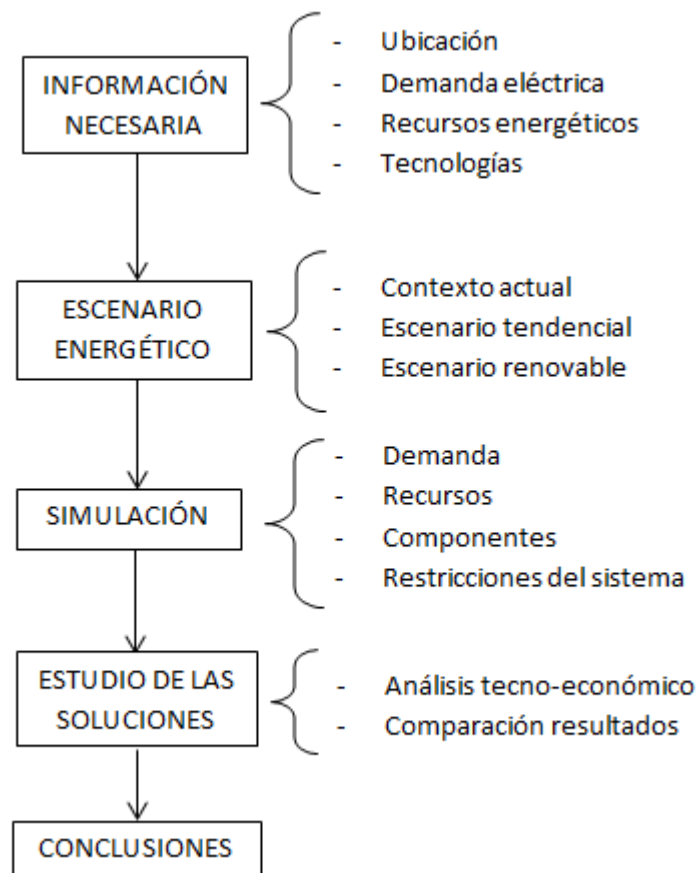 INFORMACIÓN
NECESARIA
- Ubicación
- Demanda eléctrica
- Recursos energéticos
- Tecnologías
ESCENARIO
ENERGÉTICO
- Contexto actual
- Escenario tendencial
- Escenario renovable
SIMULACIÓN
- Demanda
- Recursos
- Componentes
- Restricciones del sistema
ESTUDIO DE LAS
SOLUCIONES
- Análisis tecno-económico
- Comparación resultados
CONCLUSIONES